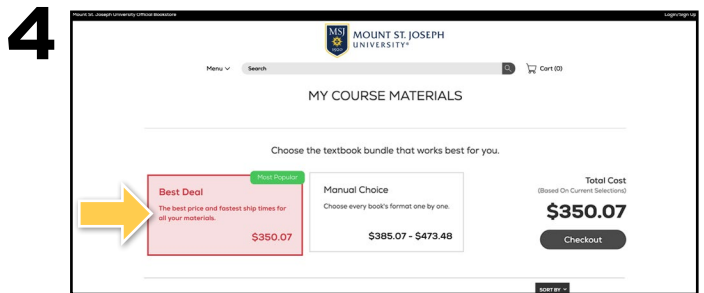 4
Mount St. Joseph University Official Bookstore
Login/Sign Up
MSJ
1920
MOUNT ST. JOSEPH
UNIVERSITY®
Menu
Search
Cart (0)
MY COURSE MATERIALS
Choose the textbook bundle that works best for you.
Most Popular
Best Deal
The best price and fastest ship times for
all your materials.
$350.07
Manual Choice
Choose every book's format one by one.
$385.07 - $473.48
Total Cost
(Based On Current Selections)
$350.07
Checkout
SORT BY